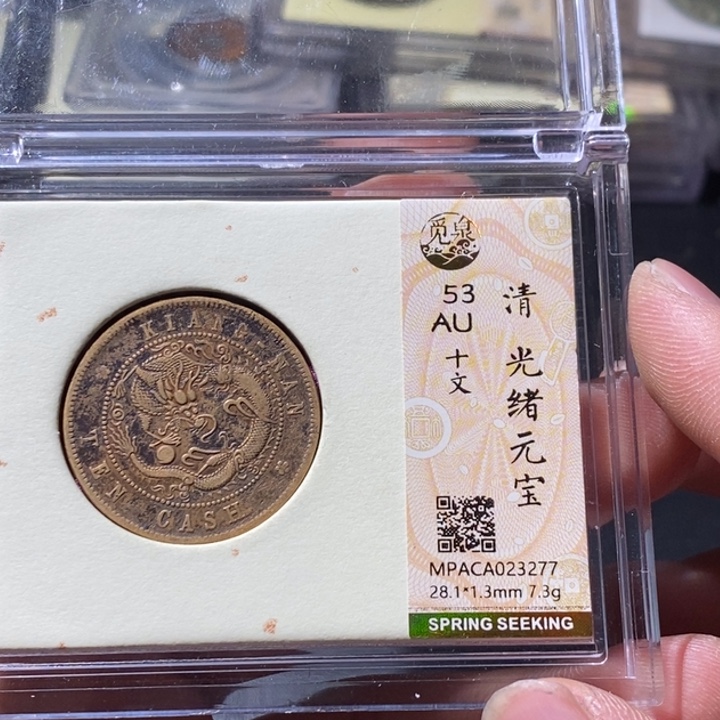 KIANG NAN
TEN CASH
觅泉
53
AU
十文
清 光绪元宝
MPACA023277
28.1*1.3mm 7.3g
SPRING SEEKING